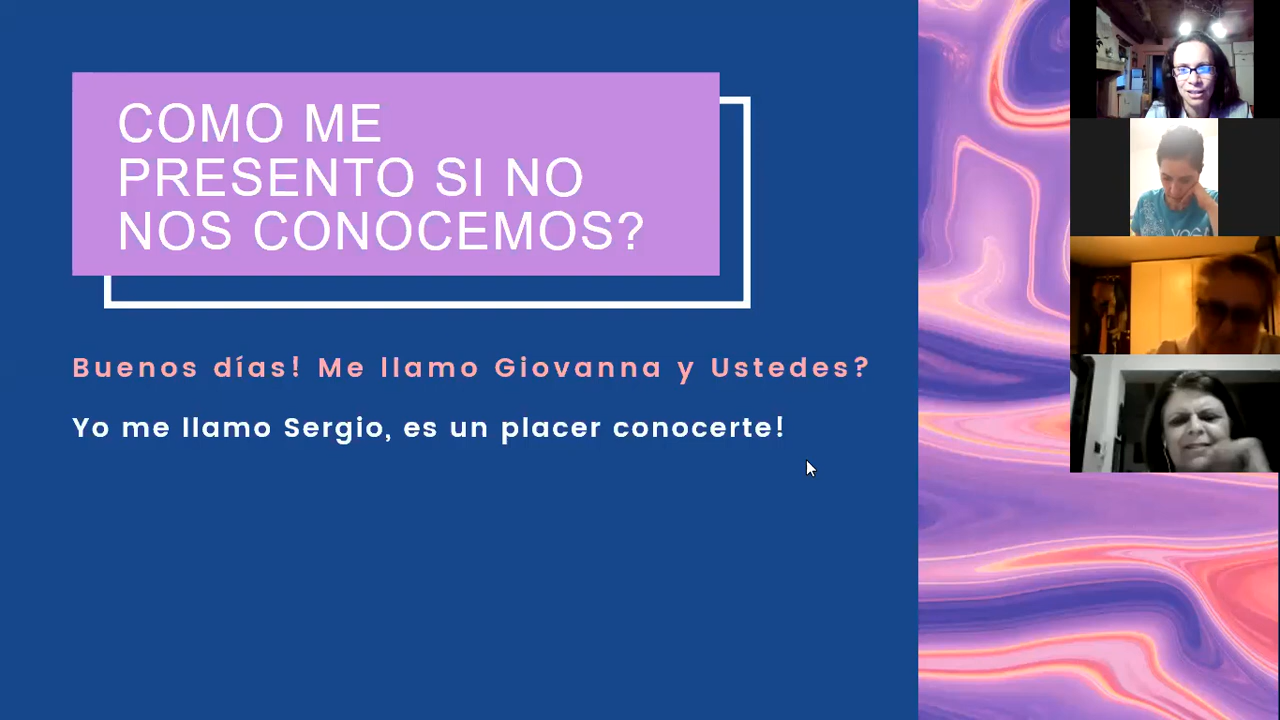 COMO ME
PRESENTO SI NO
NOS CONOCEMOS?
Buenos días! Me llamo Giovanna y Ustedes?
Yo me llamo Sergio, es un placer conocerte!
YOGA